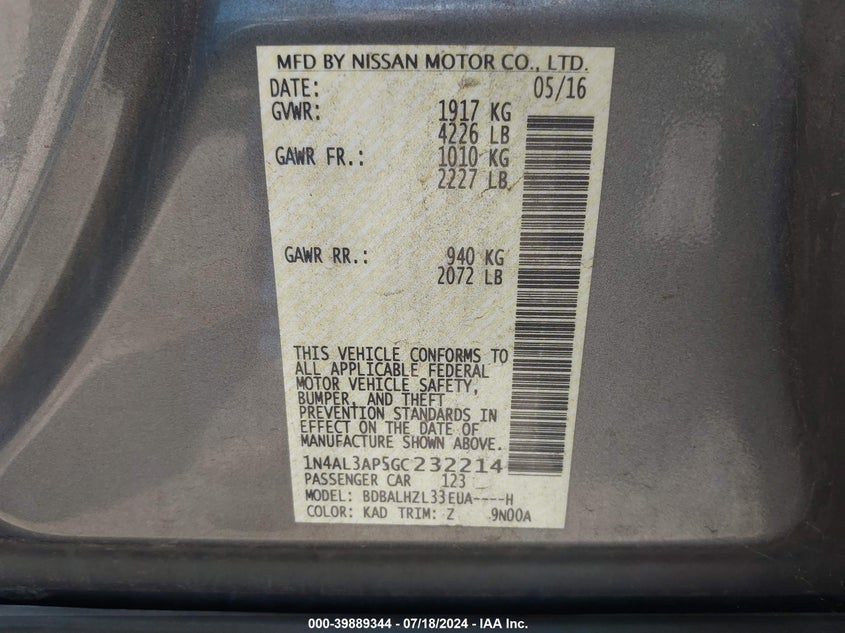 MFD BY NISSAN MOTOR CO., LTD.
DATE: 05/16
GVWR: 1917 KG
4226 LB
GAWR FR.: 1010 KG
2227 LB
GAWR RR.: 940 KG
2072 LB
THIS VEHICLE CONFORMS TO
ALL APPLICABLE FEDERAL
MOTOR VEHICLE SAFETY,
BUMPER, AND THEFT
PREVENTION STANDARDS IN
EFFECT ON THE DATE OF
MANUFACTURE SHOWN ABOVE.
1N4AL3AP5GC232214
PASSENGER CAR 123
MODEL: BDBALHZL33EUA----H
COLOR: KAD TRIM: Z 9N00A
000-39889344 - 07/18/2024 - IAA Inc.